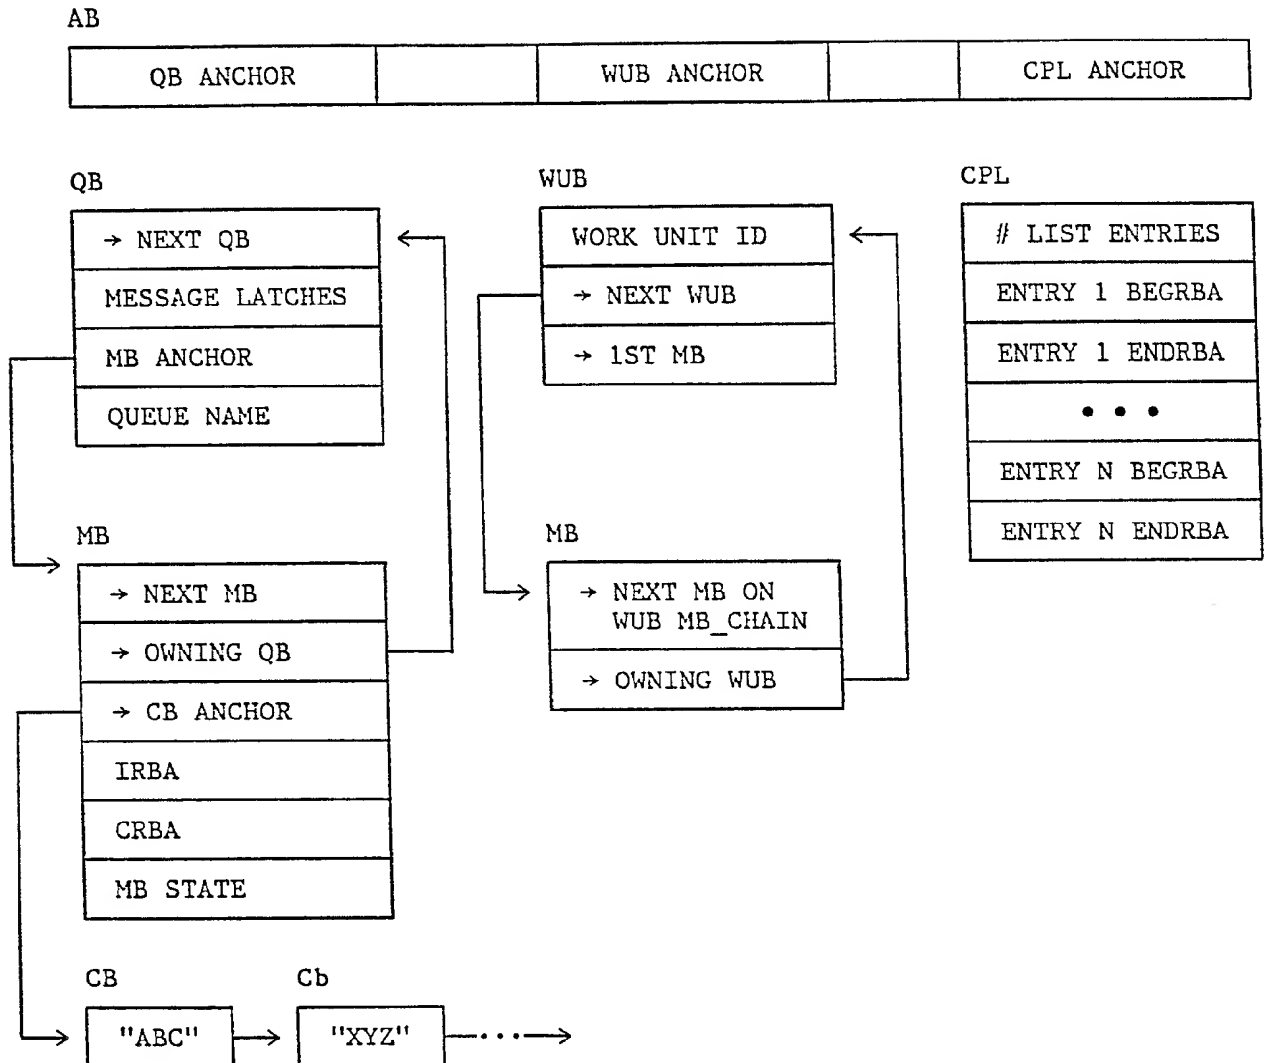 AB
QB ANCHOR
WUB ANCHOR
CPL ANCHOR
QB
→ NEXT QB
MESSAGE LATCHES
MB ANCHOR
QUEUE NAME
WUB
WORK UNIT ID
→ NEXT WUB
→ 1ST MB
CPL
# LIST ENTRIES
ENTRY 1 BEGRBA
ENTRY 1 ENDRBA
• • •
ENTRY N BEGRBA
ENTRY N ENDRBA
MB
→ NEXT MB
→ OWNING QB
→ CB ANCHOR
IRBA
CRBA
MB STATE
MB
→ NEXT MB ON
WUB MB_CHAIN
→ OWNING WUB
CB
"ABC"
Cb
"XYZ"